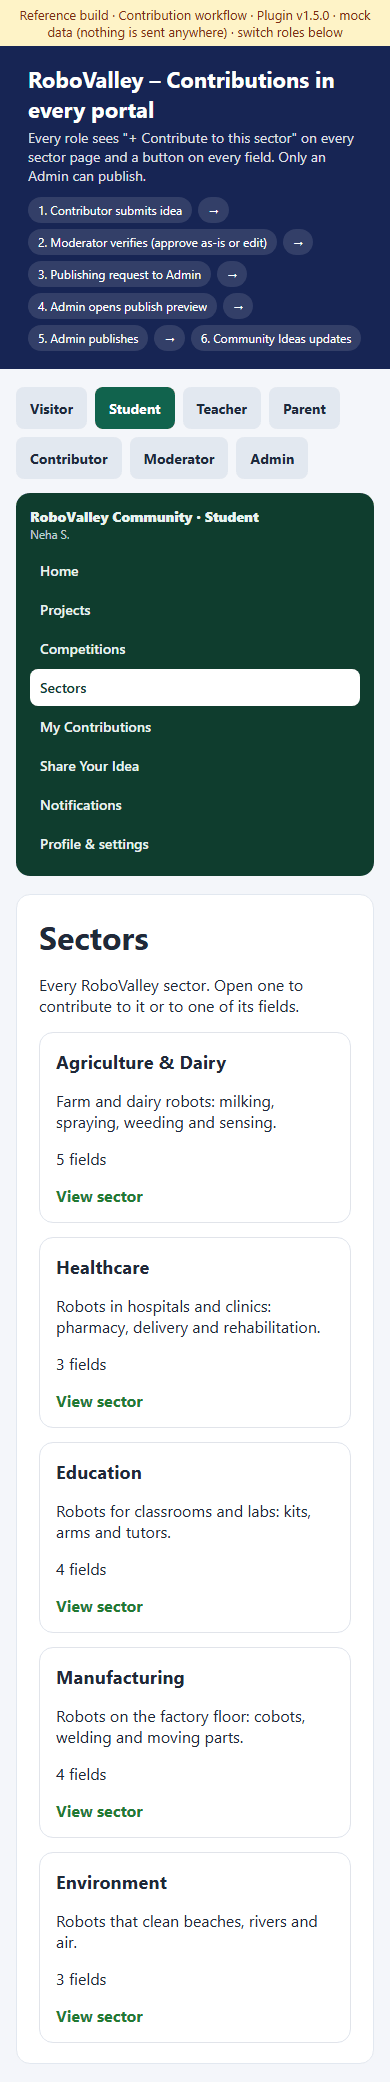 Reference build · Contribution workflow · Plugin v1.5.0 · mock
data (nothing is sent anywhere) · switch roles below
RoboValley – Contributions in
every portal
Every role sees "+ Contribute to this sector" on every
sector page and a button on every field. Only an
Admin can publish.
1. Contributor submits idea →
2. Moderator verifies (approve as-is or edit) →
3. Publishing request to Admin →
4. Admin opens publish preview →
5. Admin publishes → 6. Community Ideas updates
Visitor Student Teacher Parent
Contributor Moderator Admin
RoboValley Community · Student
Neha S.
Home
Projects
Competitions
Sectors
My Contributions
Share Your Idea
Notifications
Profile & settings
Sectors
Every RoboValley sector. Open one to
contribute to it or to one of its fields.
Agriculture & Dairy
Farm and dairy robots: milking,
spraying, weeding and sensing.
5 fields
View sector
Healthcare
Robots in hospitals and clinics:
pharmacy, delivery and rehabilitation.
3 fields
View sector
Education
Robots for classrooms and labs: kits,
arms and tutors.
4 fields
View sector
Manufacturing
Robots on the factory floor: cobots,
welding and moving parts.
4 fields
View sector
Environment
Robots that clean beaches, rivers and
air.
3 fields
View sector